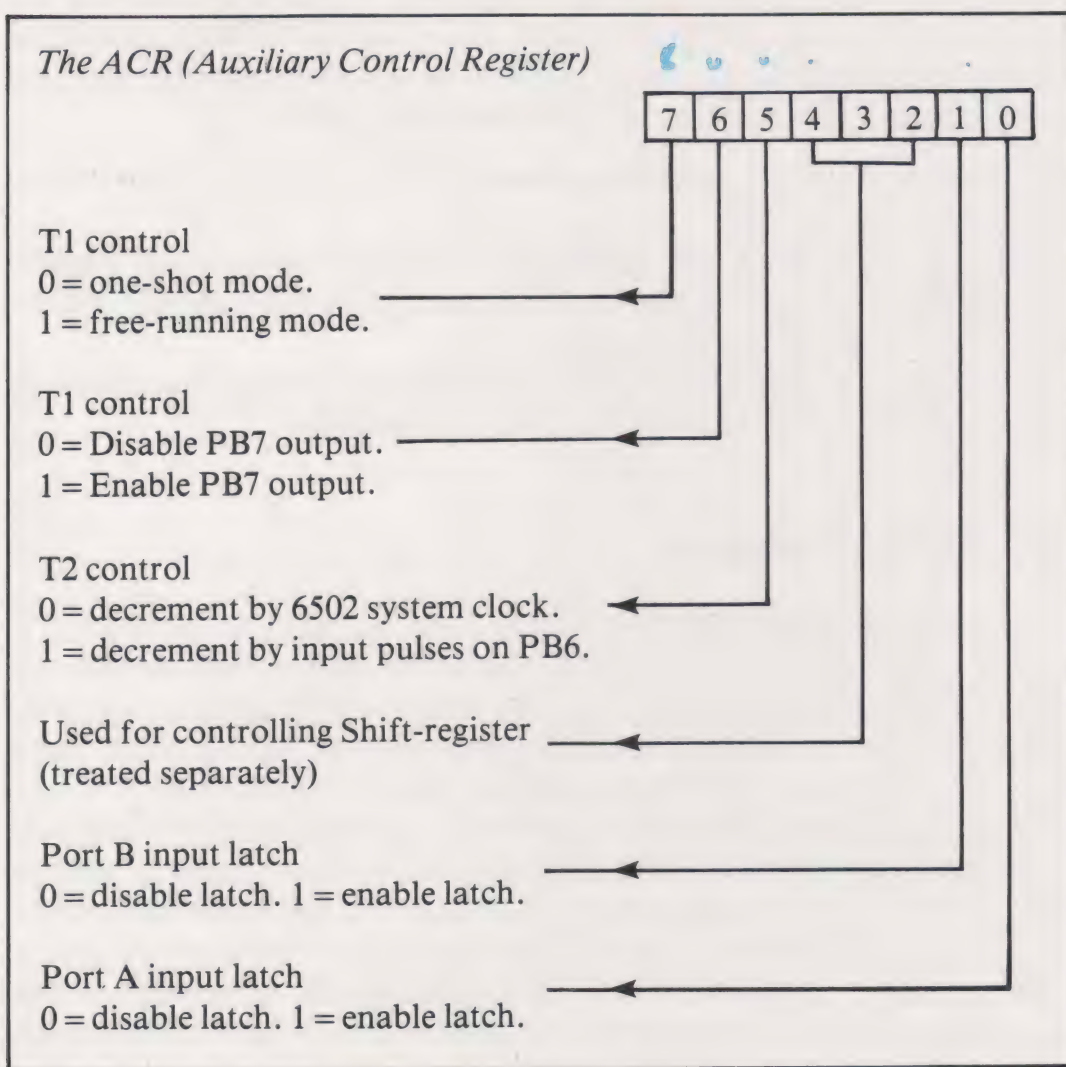 The ACR (Auxiliary Control Register)
7 6 5 4 3 2 1 0
T1 control
0 = one-shot mode.
1 = free-running mode.
T1 control
0 = Disable PB7 output.
1 = Enable PB7 output.
T2 control
0 = decrement by 6502 system clock.
1 = decrement by input pulses on PB6.
Used for controlling Shift-register
(treated separately)
Port B input latch
0 = disable latch. 1 = enable latch.
Port A input latch
0 = disable latch. 1 = enable latch.